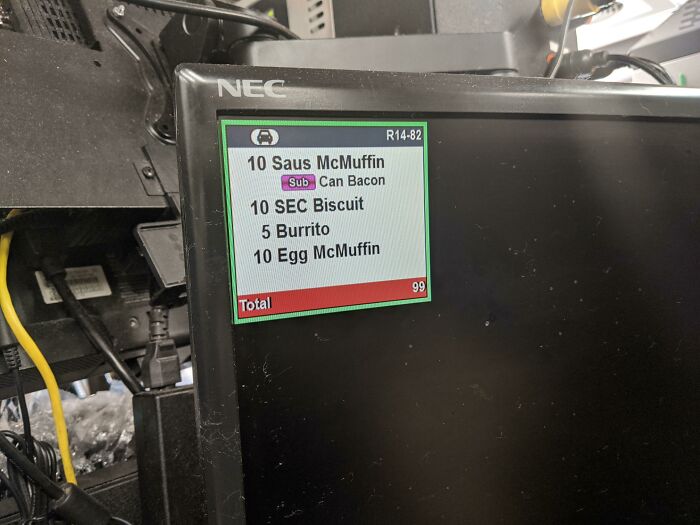 NEC
R14-82
10 Saus McMuffin
Sub Can Bacon
10 SEC Biscuit
5 Burrito
10 Egg McMuffin
Total 99